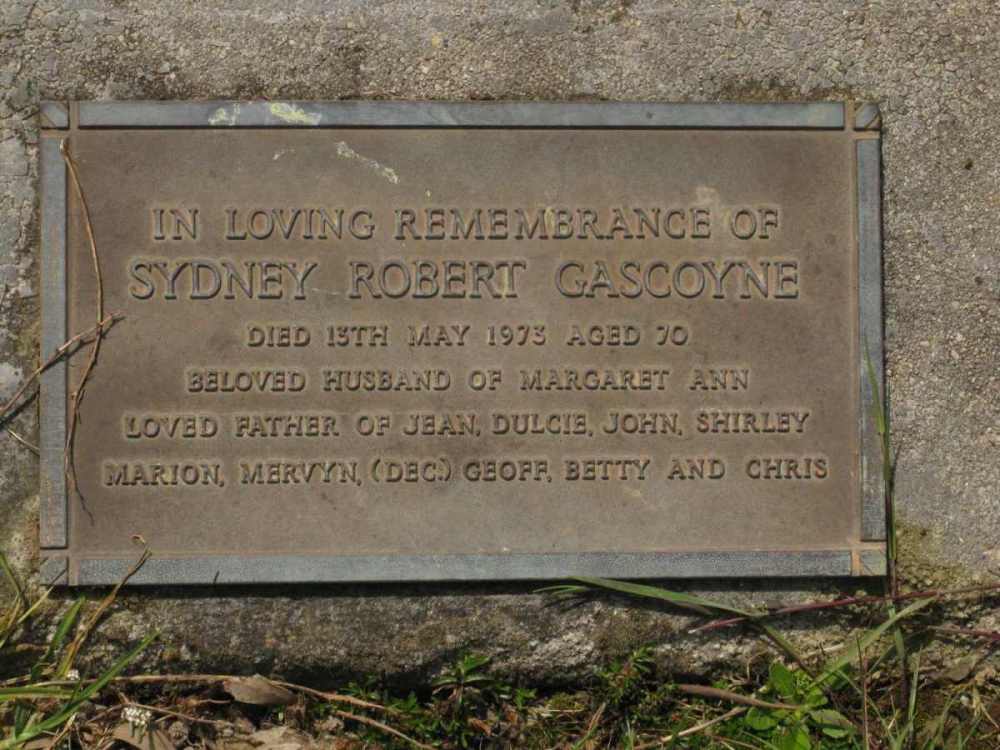 IN LOVING REMEMBRANCE OF
SYDNEY ROBERT GASCOYNE
DIED 13TH MAY 1973 AGED 70
BELOVED HUSBAND OF MARGARET ANN
LOVED FATHER OF JEAN, DULCIE, JOHN, SHIRLEY
MARION, MERVYN, (DEC.) GEOFF, BETTY AND CHRIS